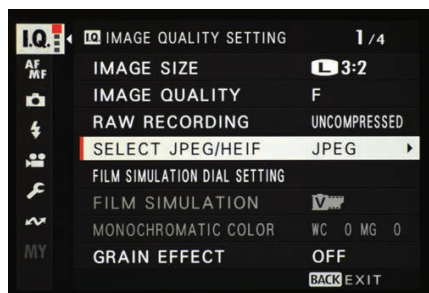 I.Q. IQ IMAGE QUALITY SETTING 1/4
AF MF IMAGE SIZE L 3:2
IMAGE QUALITY F
RAW RECORDING UNCOMPRESSED
SELECT JPEG/HEIF JPEG
FILM SIMULATION DIAL SETTING
FILM SIMULATION V
MONOCHROMATIC COLOR WC 0 MG 0
MY GRAIN EFFECT OFF
BACK EXIT